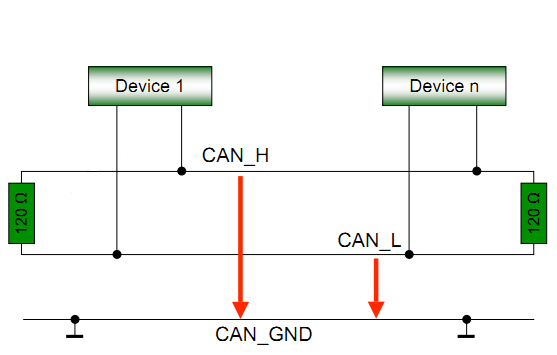 Device 1
Device n
CAN_H
120 Ω
120 Ω
CAN_L
CAN_GND